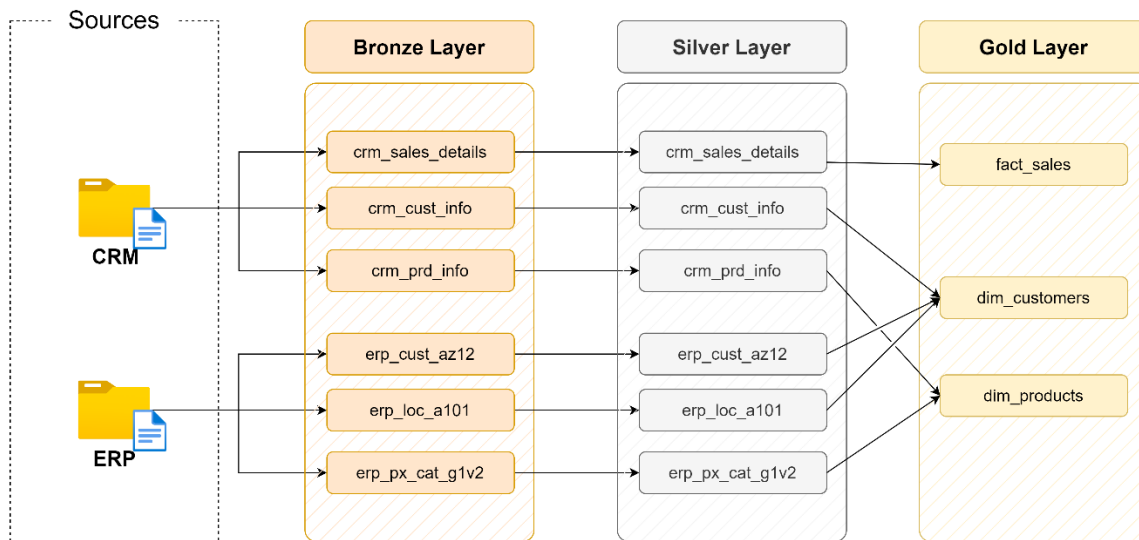 Sources
Bronze Layer
Silver Layer
Gold Layer
crm_sales_details
crm_sales_details
fact_sales
crm_cust_info
crm_cust_info
CRM
crm_prd_info
crm_prd_info
dim_customers
erp_cust_az12
erp_cust_az12
dim_products
erp_loc_a101
erp_loc_a101
ERP
erp_px_cat_g1v2
erp_px_cat_g1v2